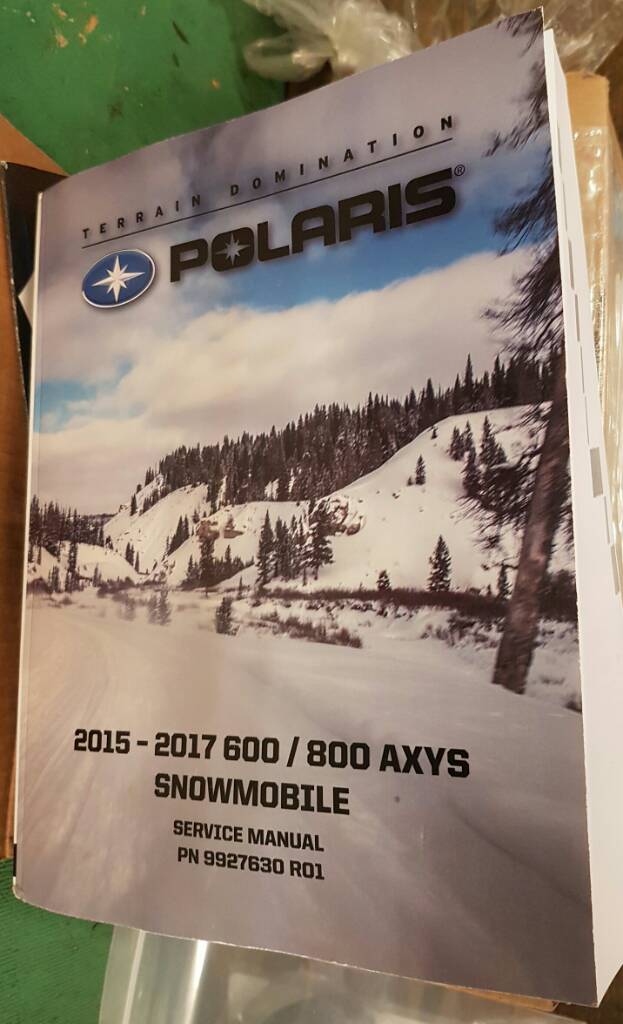 TERRAIN DOMINATION
POLARIS®
2015 - 2017 600 / 800 AXYS
SNOWMOBILE
SERVICE MANUAL
PN 9927630 R01